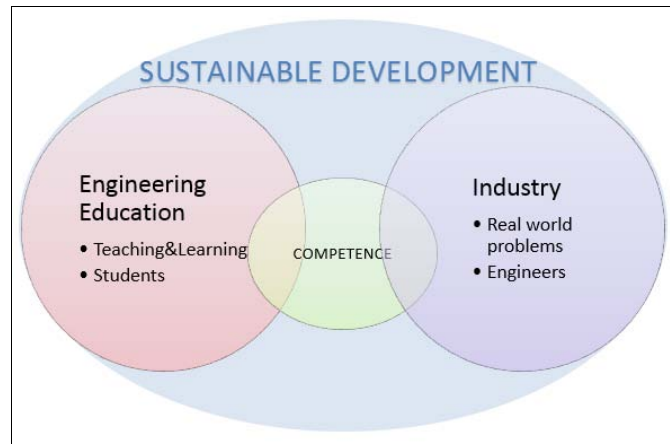 SUSTAINABLE DEVELOPMENT
Engineering
Education
• Teaching&Learning
• Students
COMPETENCE
Industry
• Real world
problems
• Engineers